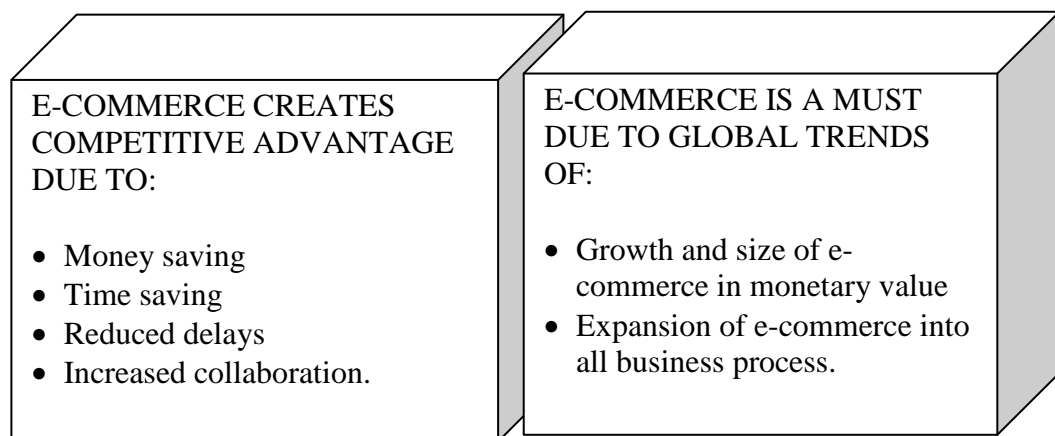 E-COMMERCE CREATES
COMPETITIVE ADVANTAGE
DUE TO:
• Money saving
• Time saving
• Reduced delays
• Increased collaboration.
E-COMMERCE IS A MUST
DUE TO GLOBAL TRENDS
OF:
• Growth and size of e-
commerce in monetary value
• Expansion of e-commerce into
all business process.